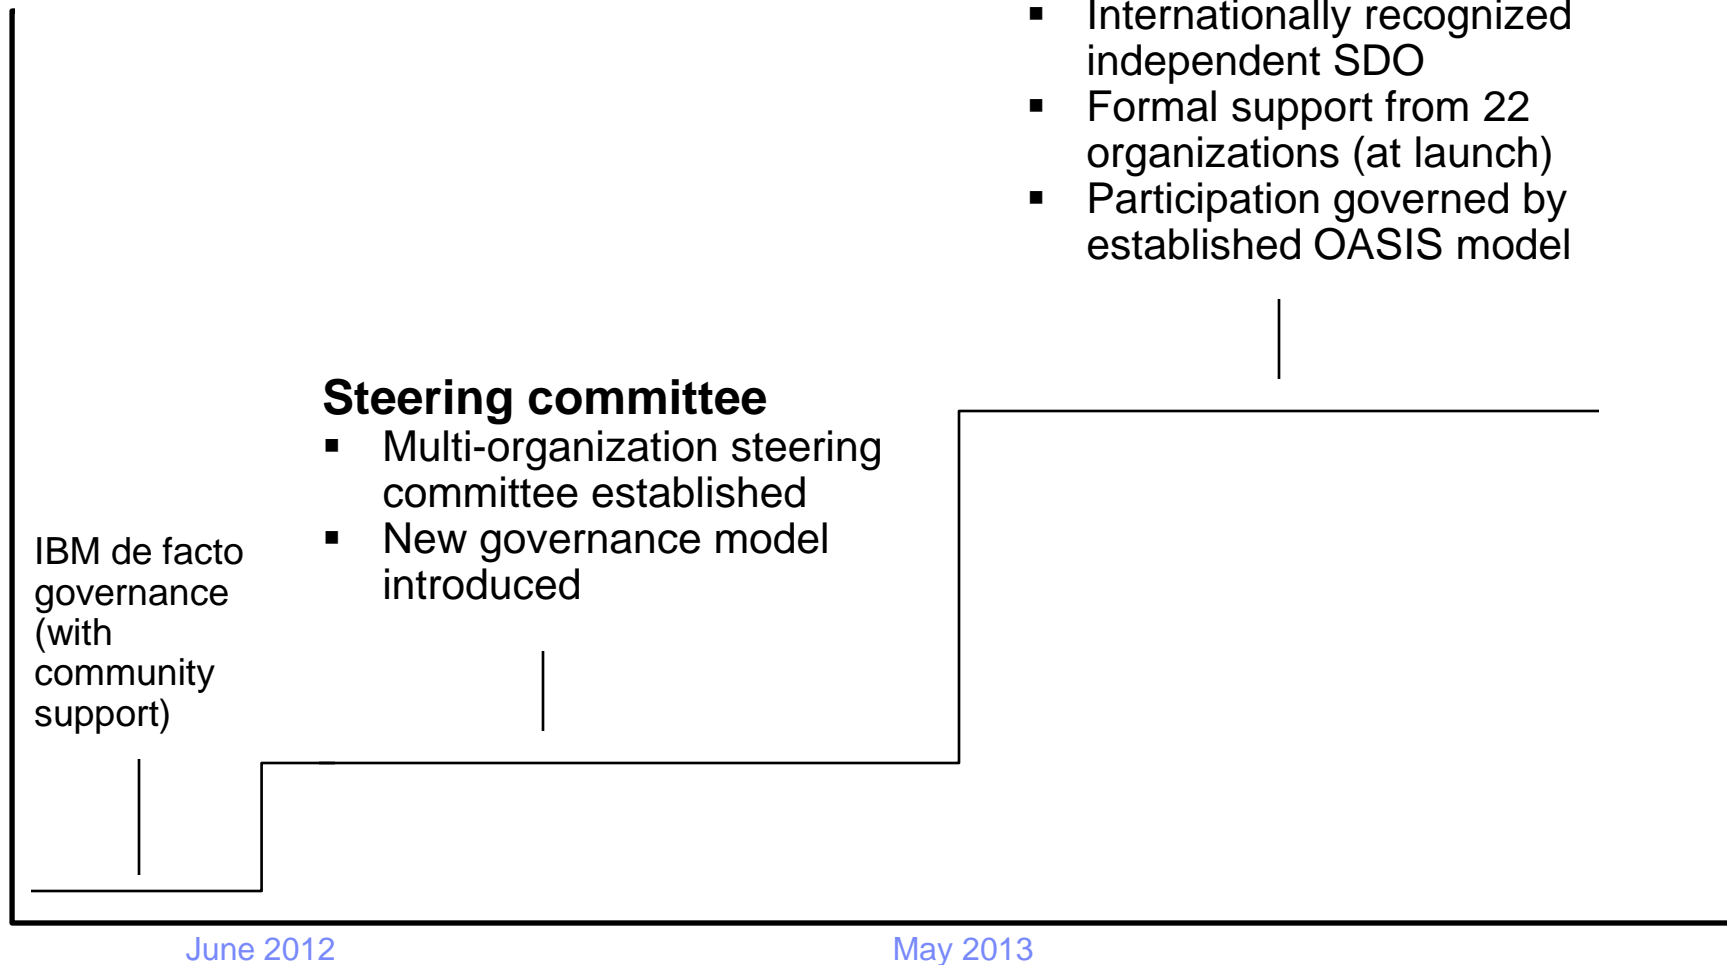 ▪ Internationally recognized
independent SDO
▪ Formal support from 22
organizations (at launch)
▪ Participation governed by
established OASIS model
Steering committee
▪ Multi-organization steering
committee established
▪ New governance model
introduced
IBM de facto
governance
(with
community
support)
June 2012
May 2013